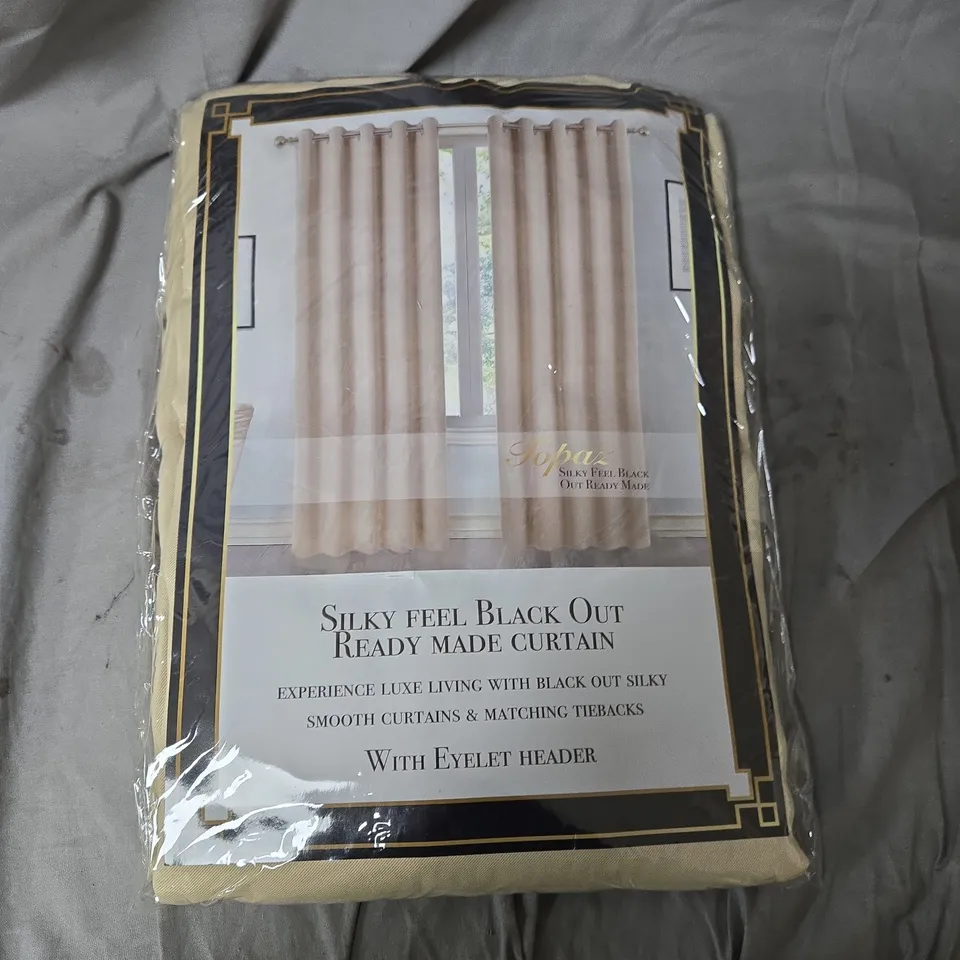 Topaz
Silky Feel Black
Out Ready Made
Silky feel Black Out
Ready made curtain
experience luxe living with black out silky
smooth curtains & matching tiebacks
With Eyelet header